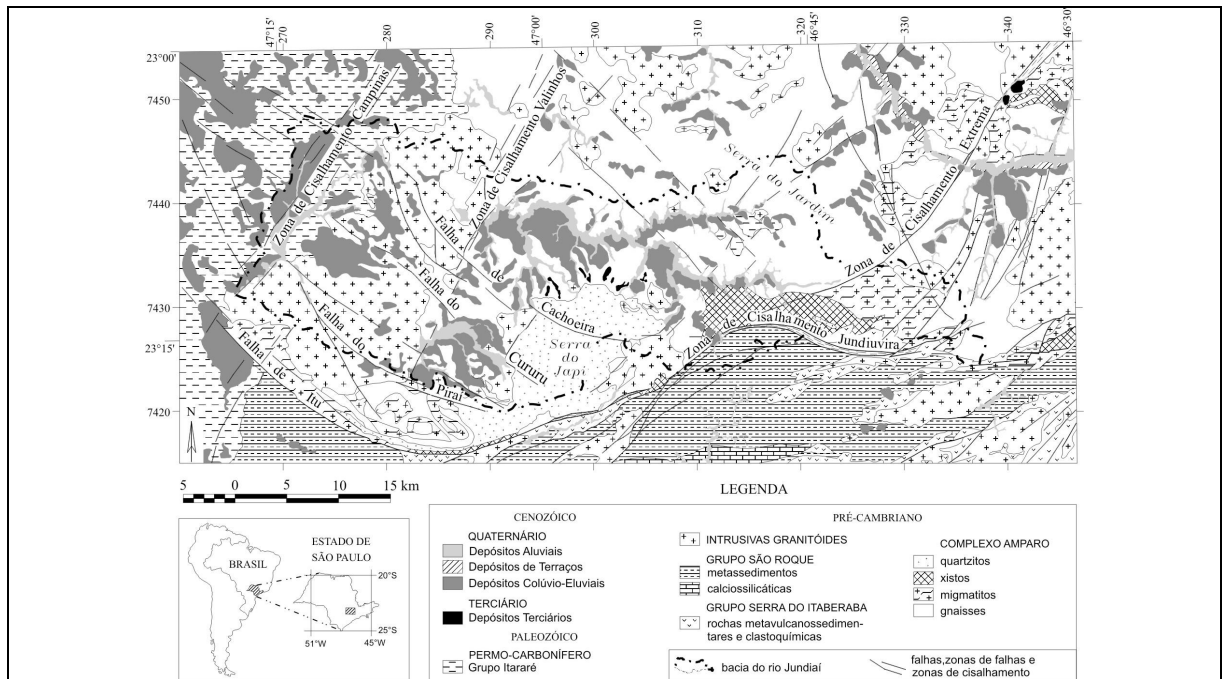 47°15'
270
280
290
47°00'
300
310
320
46°45'
330
340
46°30'
23°00'
7450
7440
7430
23°15'
7420
Zona de Cisalhamento Campinas
Zona de Cisalhamento Valinhos
Serra do Jardim
Zona de Cisalhamento Extrema
Falha de Cachoeira
Falha do Cururu
Falha do Piraí
Falha de Itu
Serra
do
Japi
Zona de Cisalhamento Jundiuvira
N
5 0 5 10 15 km
LEGENDA
CENOZÓICO
QUATERNÁRIO
Depósitos Aluviais
Depósitos de Terraços
Depósitos Colúvio-Eluviais
TERCIÁRIO
Depósitos Terciários
PALEOZÓICO
PERMO-CARBONÍFERO
Grupo Itararé
PRÉ-CAMBRIANO
INTRUSIVAS GRANITÓIDES
GRUPO SÃO ROQUE
metassedimentos
calciossilicáticas
GRUPO SERRA DO ITABERABA
rochas metavulcanossedimen-
tares e clastoquímicas
COMPLEXO AMPARO
quartzitos
xistos
migmatitos
gnaisses
bacia do rio Jundiaí
falhas,zonas de falhas e
zonas de cisalhamento
BRASIL
ESTADO DE
SÃO PAULO
20°S
25°S
51°W
45°W